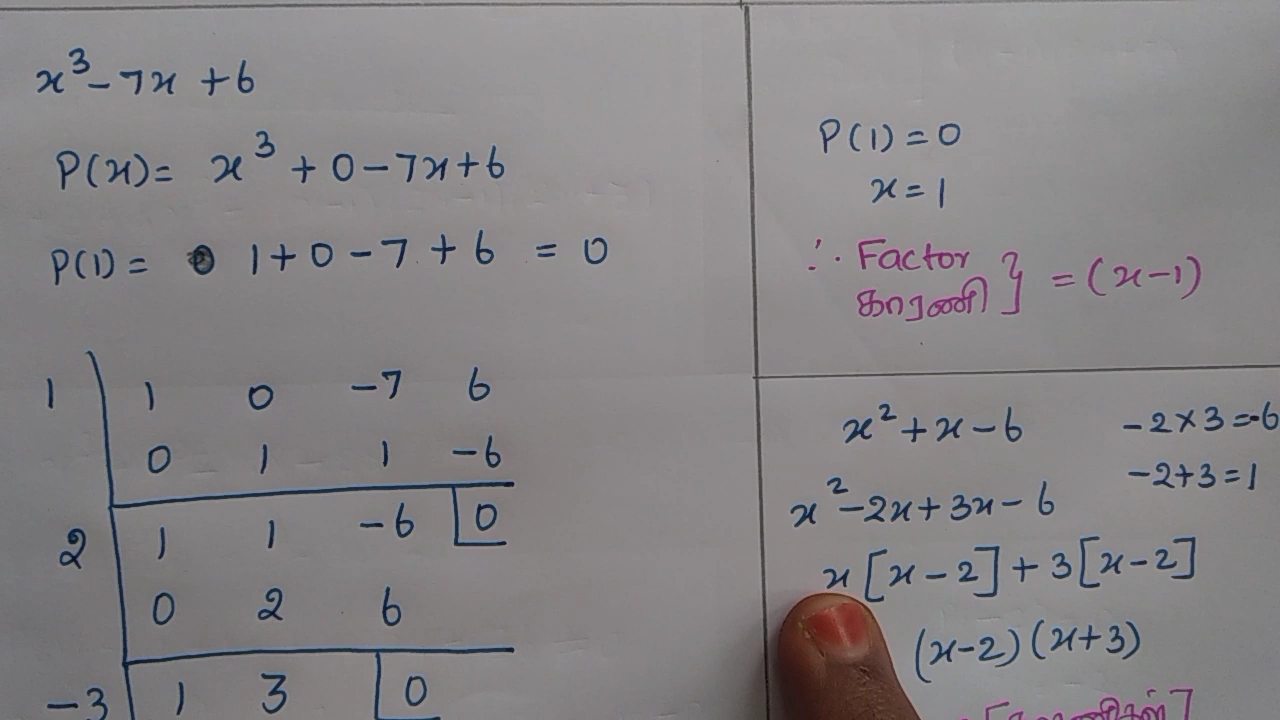 x³ - 7x + 6
P(x) = x³ + 0 - 7x + 6
P(1) = 1 + 0 - 7 + 6 = 0
1 | 1 0 -7 6
0 1 1 -6
2 | 1 1 -6 | 0
0 2 6
-3 | 1 3 | 0
P(1) = 0
x = 1
∴ Factor
காரணி } = (x-1)
x² + x - 6 -2×3 = -6
-2+3 = 1
x² - 2x + 3x - 6
x[x-2] + 3[x-2]
(x-2)(x+3)